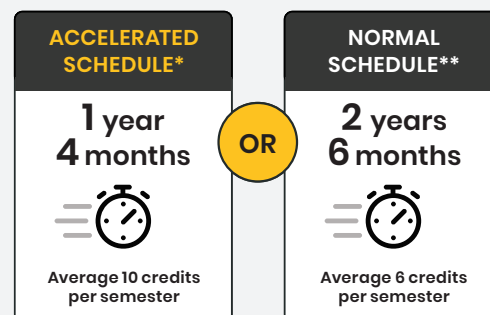 ACCELERATED
SCHEDULE*
1 year
4 months
Average 10 credits
per semester
OR
NORMAL
SCHEDULE**
2 years
6 months
Average 6 credits
per semester